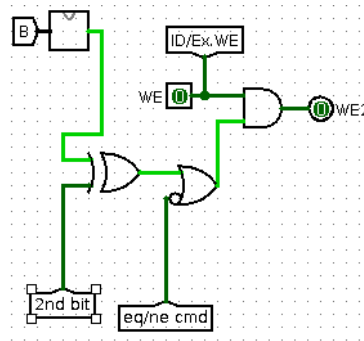 B
ID/Ex.WE
WE
0
0
WE2
2nd bit
eq/ne cmd